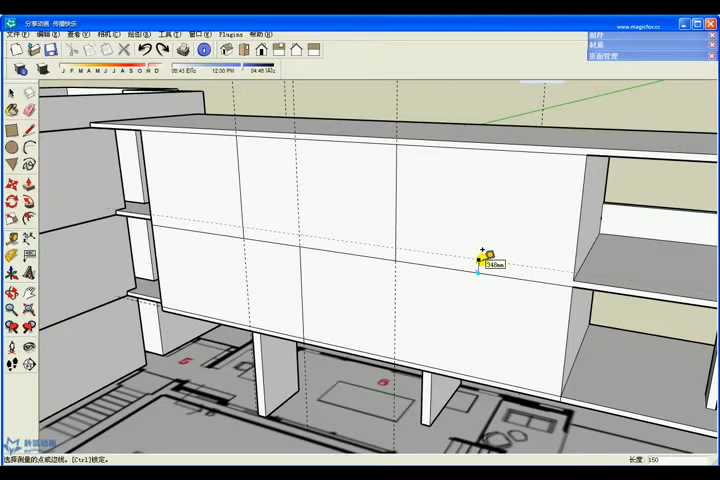 分享动画 传播快乐
www.magicfox.cc
文件(F) 编辑(E) 查看(V) 相机(C) 绘图(R) 工具(T) 窗口(W) Plugins 帮助(H)
组件
材质
页面管理
J F M A M J J A S O N D
06:43
12:00 PM
04:46
348mm
6
8
选择测量的点或边线。[Ctrl]锁定。
长度: 150